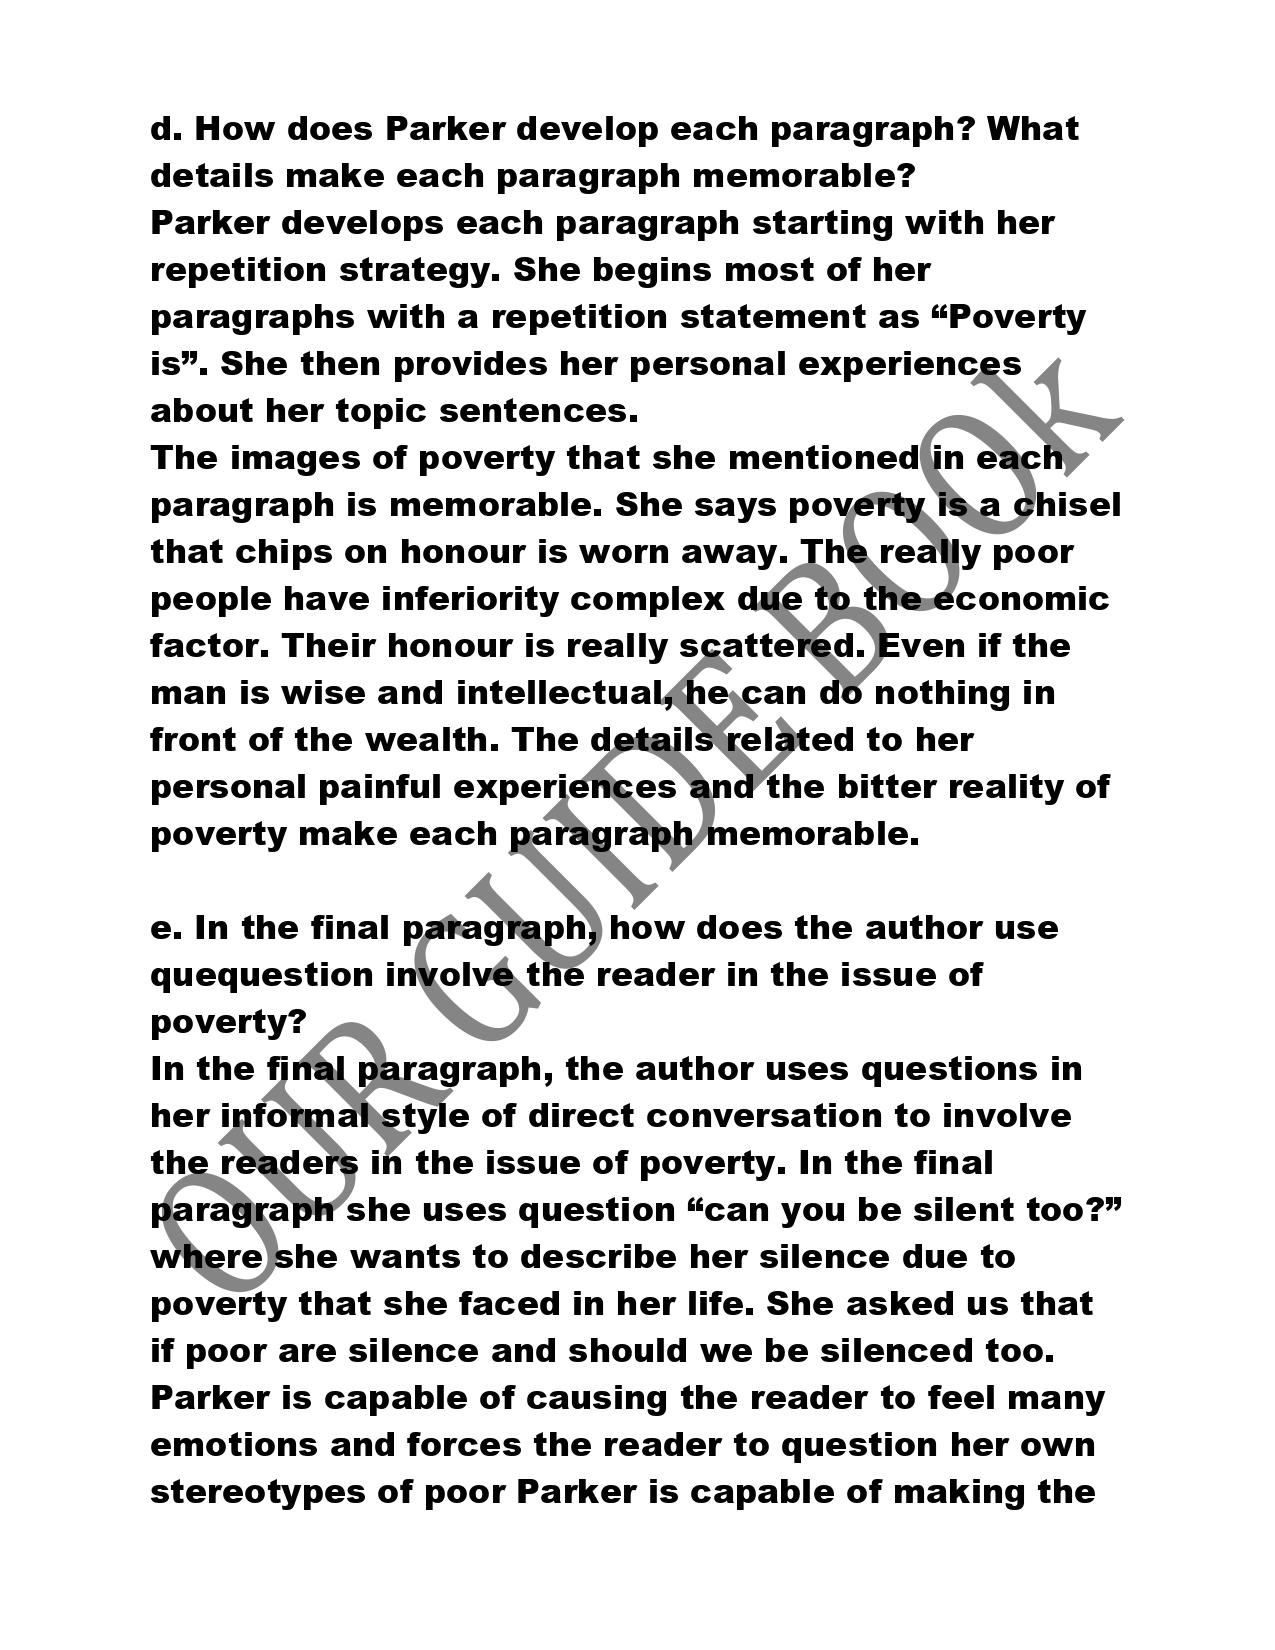 d. How does Parker develop each paragraph? What
details make each paragraph memorable?
Parker develops each paragraph starting with her
repetition strategy. She begins most of her
paragraphs with a repetition statement as “Poverty
is”. She then provides her personal experiences
about her topic sentences.
The images of poverty that she mentioned in each
paragraph is memorable. She says poverty is a chisel
that chips on honour is worn away. The really poor
people have inferiority complex due to the economic
factor. Their honour is really scattered. Even if the
man is wise and intellectual, he can do nothing in
front of the wealth. The details related to her
personal painful experiences and the bitter reality of
poverty make each paragraph memorable.
e. In the final paragraph, how does the author use
quequestion involve the reader in the issue of
poverty?
In the final paragraph, the author uses questions in
her informal style of direct conversation to involve
the readers in the issue of poverty. In the final
paragraph she uses question “can you be silent too?”
where she wants to describe her silence due to
poverty that she faced in her life. She asked us that
if poor are silence and should we be silenced too.
Parker is capable of causing the reader to feel many
emotions and forces the reader to question her own
stereotypes of poor Parker is capable of making the
OUR GUIDE BOOk